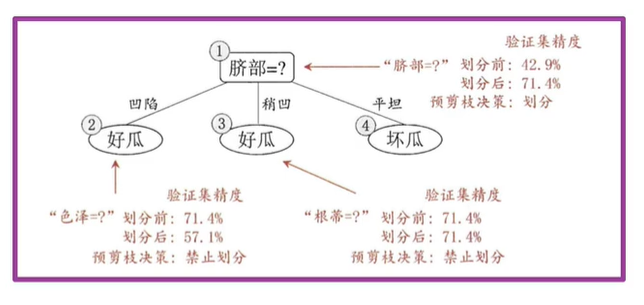 验证集精度
① 脐部=? “脐部=?” 划分前: 42.9%
划分后: 71.4%
预剪枝决策: 划分
凹陷 稍凹 平坦
② 好瓜 ③ 好瓜 ④ 坏瓜
验证集精度
“色泽=?” 划分前: 71.4%
划分后: 57.1%
预剪枝决策: 禁止划分
验证集精度
“根蒂=?” 划分前: 71.4%
划分后: 71.4%
预剪枝决策: 禁止划分